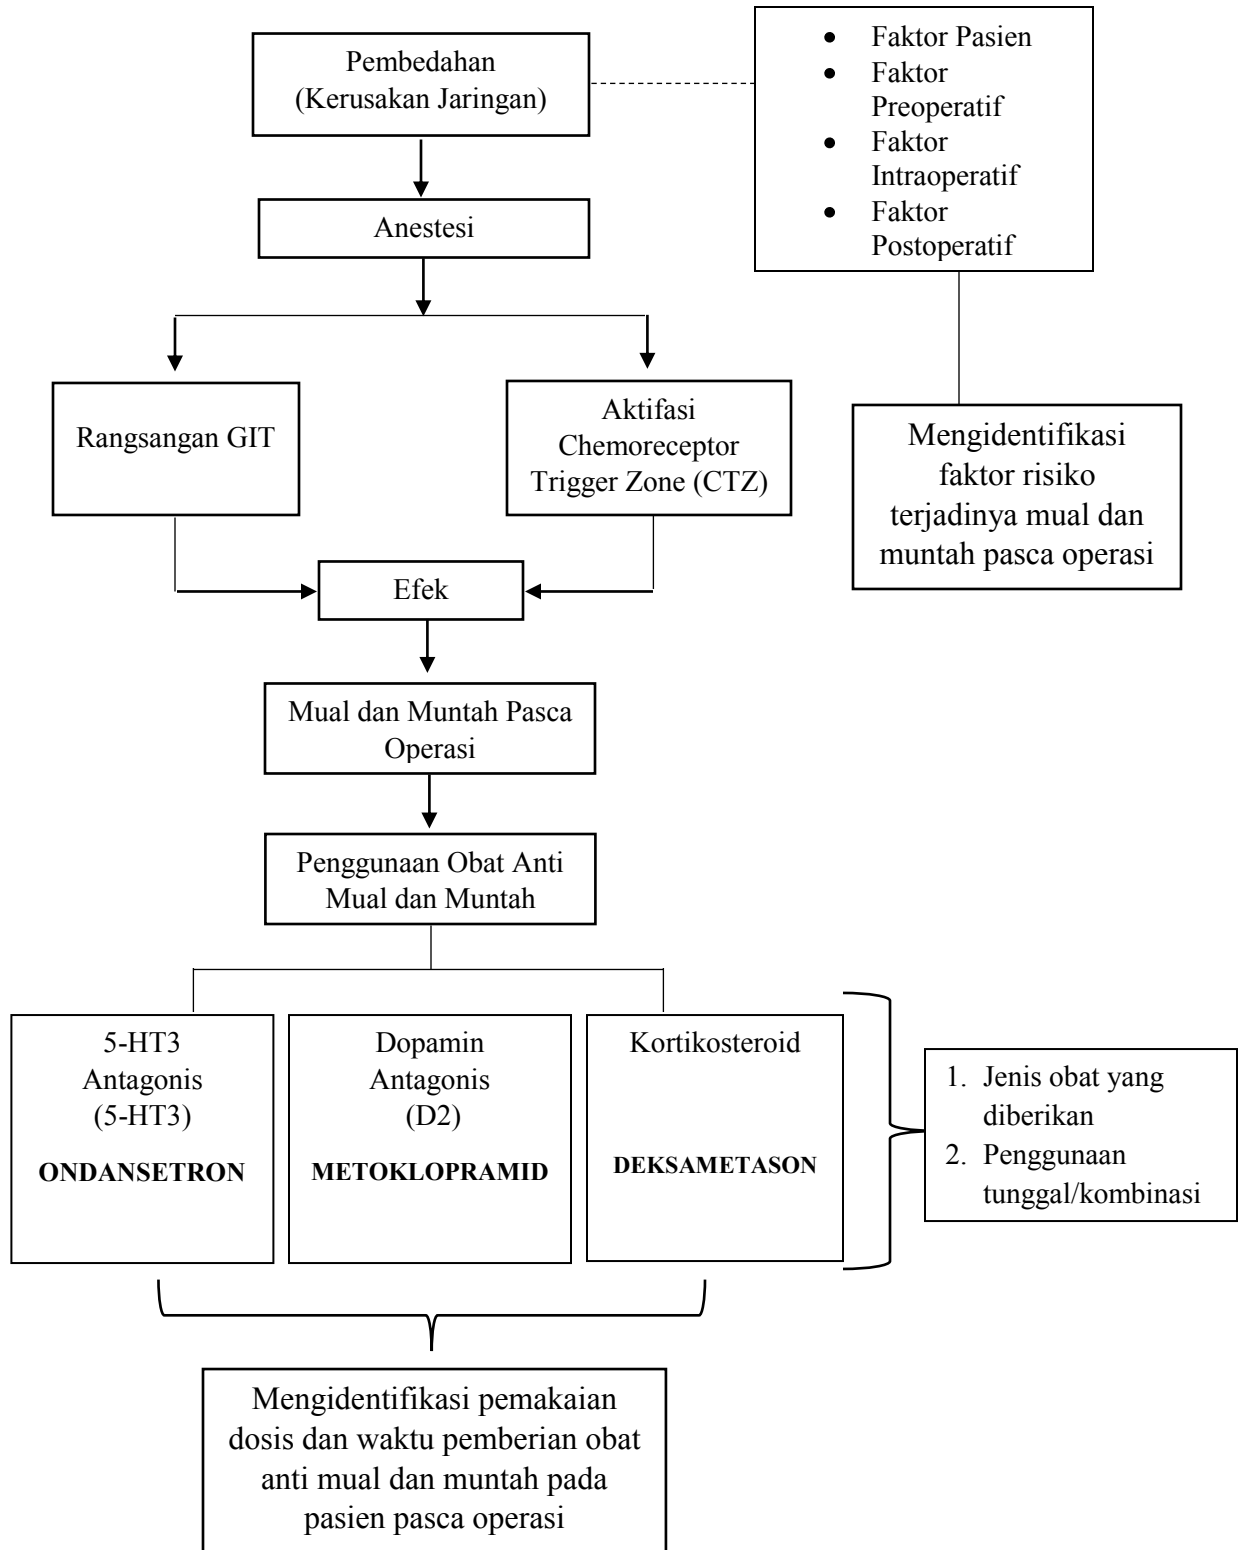 Pembedahan
(Kerusakan Jaringan)
• Faktor Pasien
• Faktor
Preoperatif
• Faktor
Intraoperatif
• Faktor
Postoperatif
Anestesi
Rangsangan GIT
Aktifasi
Chemoreceptor
Trigger Zone (CTZ)
Mengidentifikasi
faktor risiko
terjadinya mual dan
muntah pasca operasi
Efek
Mual dan Muntah Pasca
Operasi
Penggunaan Obat Anti
Mual dan Muntah
5-HT3
Antagonis
(5-HT3)
ONDANSETRON
Dopamin
Antagonis
(D2)
METOKLOPRAMID
Kortikosteroid
DEKSAMETASON
1. Jenis obat yang
diberikan
2. Penggunaan
tunggal/kombinasi
Mengidentifikasi pemakaian
dosis dan waktu pemberian obat
anti mual dan muntah pada
pasien pasca operasi